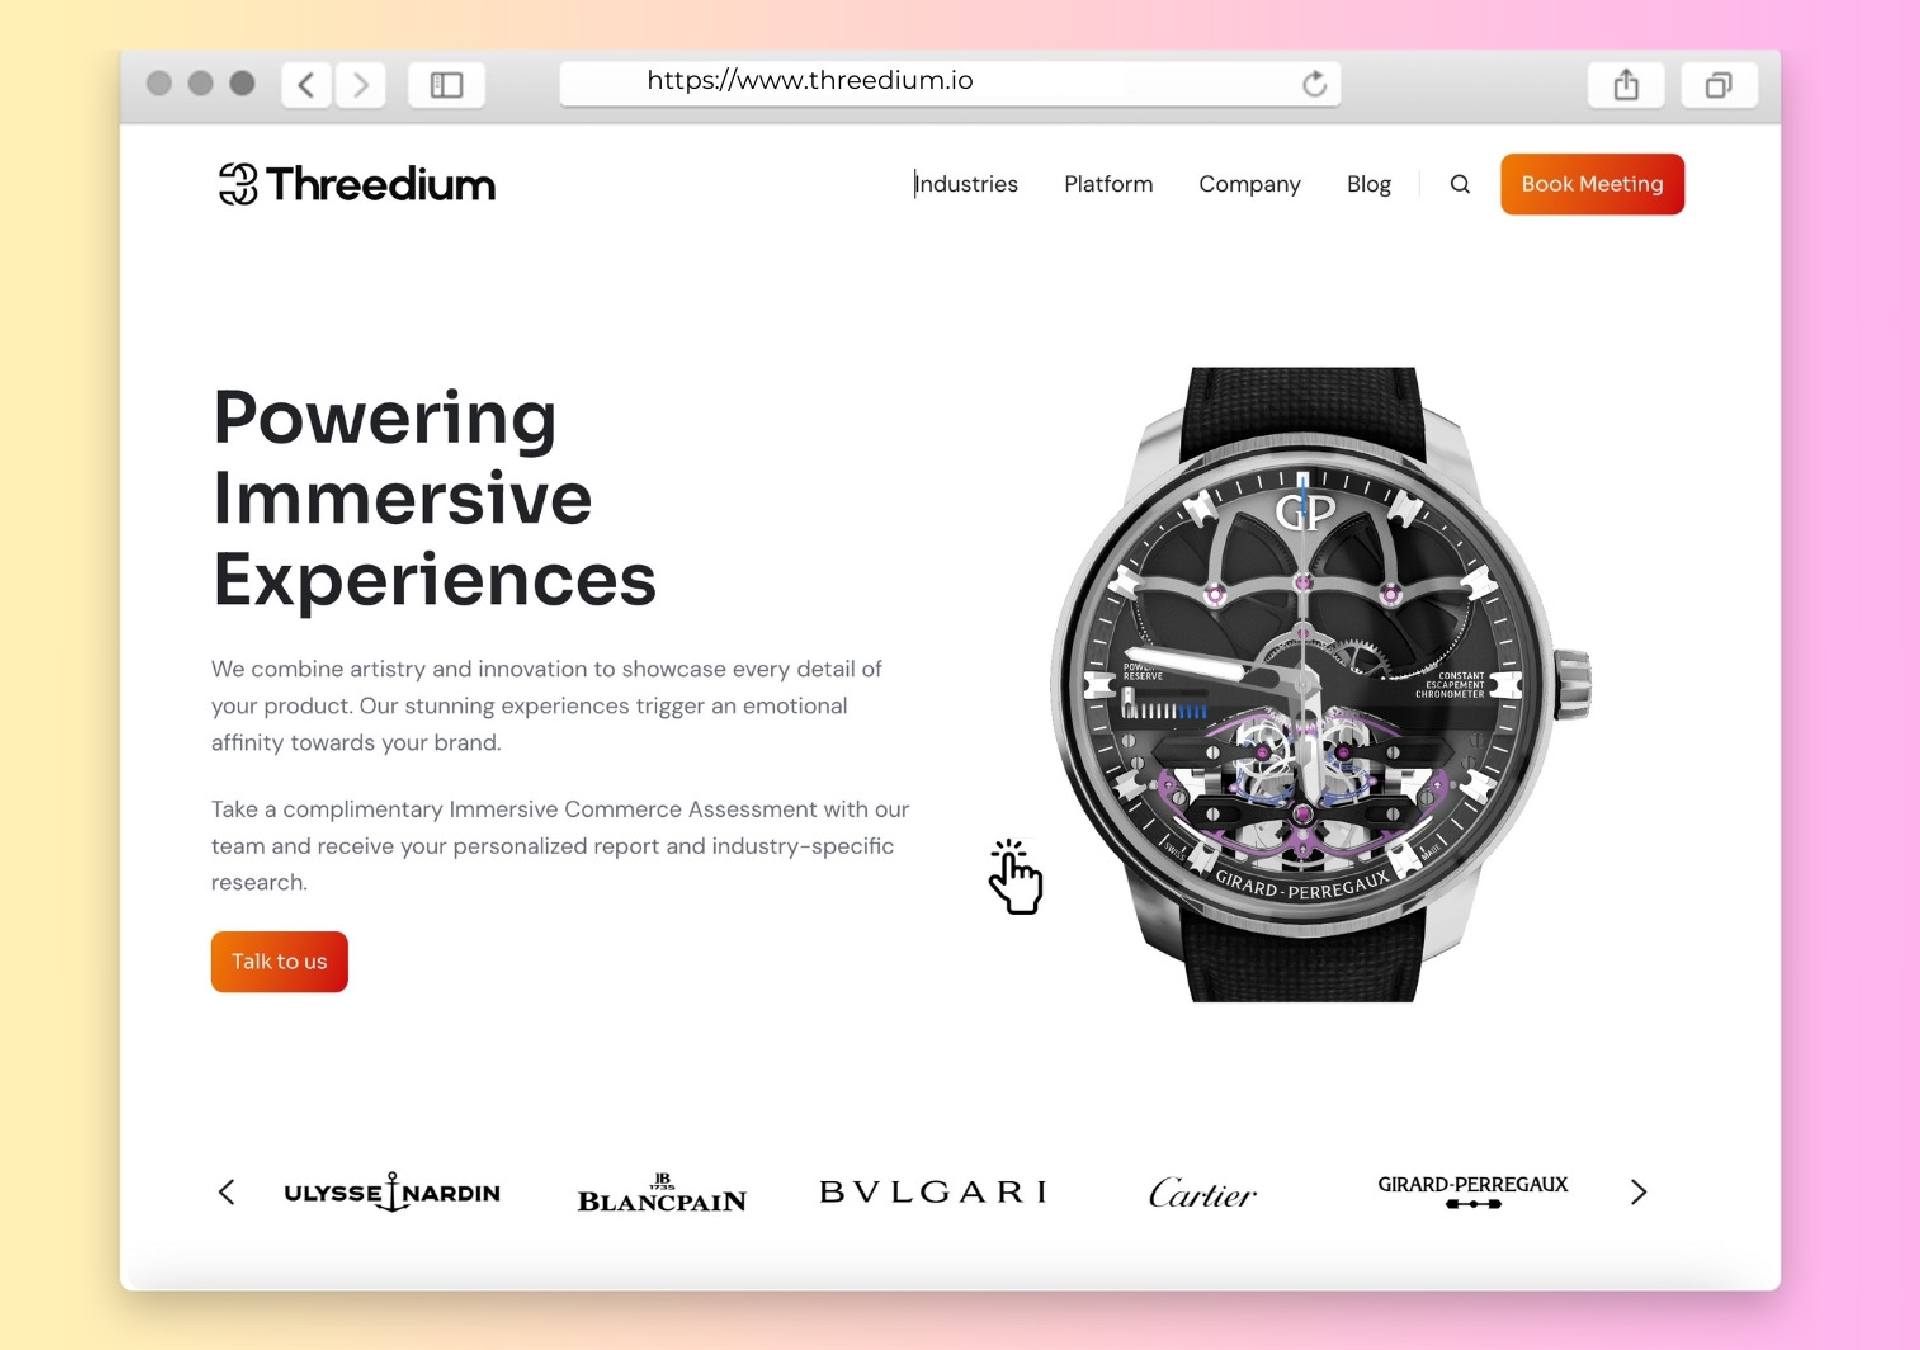 https://www.threedium.io
Threedium
Industries
Platform
Company
Blog
Book Meeting
Powering
Immersive
Experiences
We combine artistry and innovation to showcase every detail of
your product. Our stunning experiences trigger an emotional
affinity towards your brand.
Take a complimentary Immersive Commerce Assessment with our
team and receive your personalized report and industry-specific
research.
Talk to us
GP
RESERVE
CONSTANT
ESCAPEMENT
CHRONOMETER
SWISS
MADE
GIRARD-PERREGAUX
ULYSSE NARDIN
JB
1735
BLANCPAIN
BVLGARI
Cartier
GIRARD-PERREGAUX